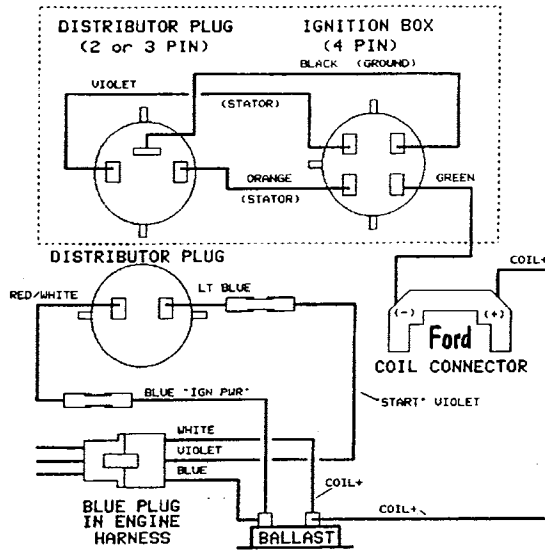 DISTRIBUTOR PLUG
(2 or 3 PIN)
IGNITION BOX
(4 PIN)
BLACK (GROUND)
VIOLET
(STATOR)
ORANGE
(STATOR)
GREEN
DISTRIBUTOR PLUG
COIL+
RED/WHITE
LT BLUE
(-)
(+)
Ford
COIL CONNECTOR
BLUE "IGN PWR"
"START" VIOLET
WHITE
VIOLET
BLUE
COIL+
COIL+
BLUE PLUG
IN ENGINE
HARNESS
BALLAST